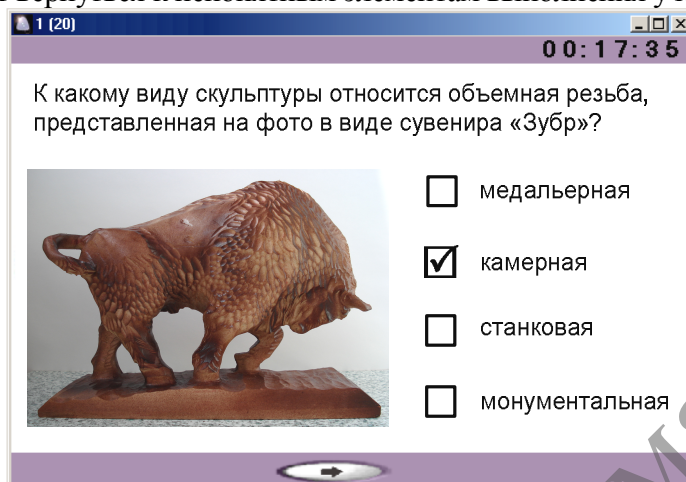 1 (20)
00:17:35
К какому виду скульптуры относится объемная резьба,
представленная на фото в виде сувенира «Зубр»?
медальерная
камерная
станковая
монументальная